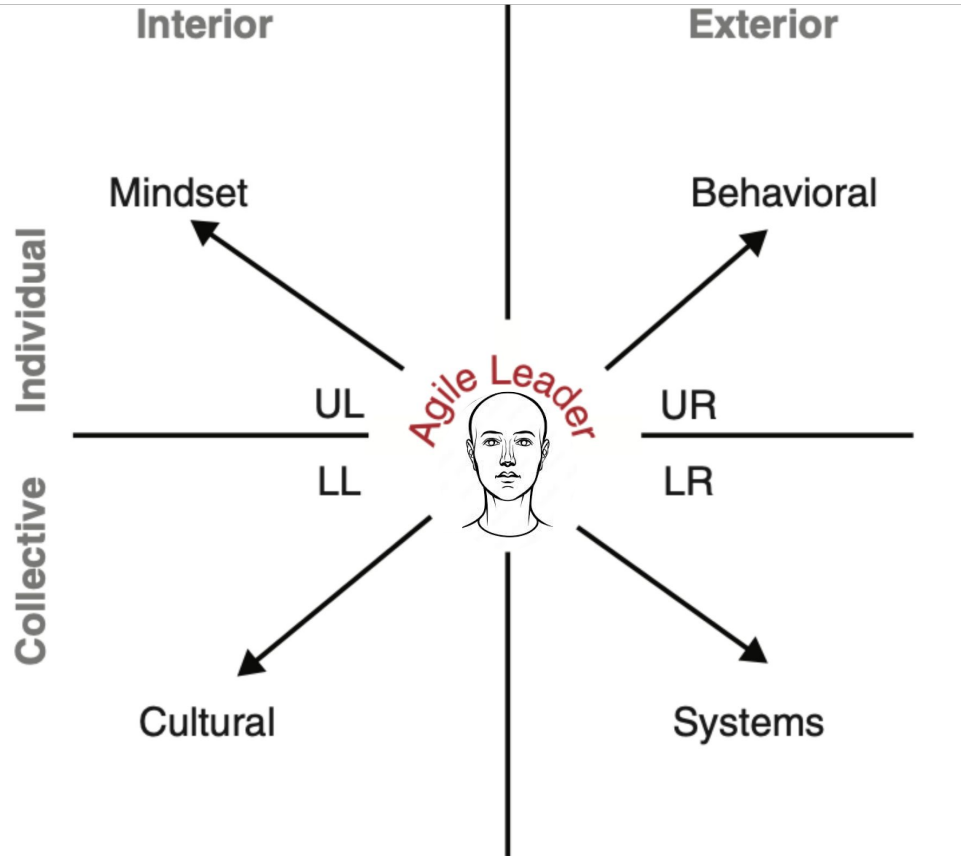 Interior
Exterior
Mindset
Behavioral
Individual
Agile Leader
UL
UR
LL
LR
Collective
Cultural
Systems